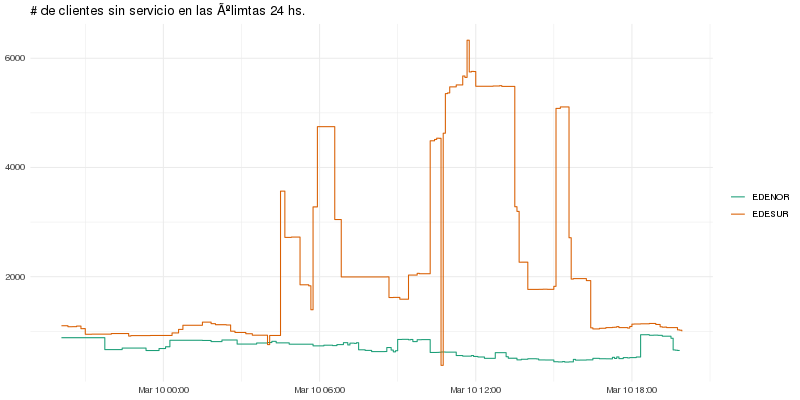 # de clientes sin servicio en las Ãºlimtas 24 hs.
6000
4000
2000
Mar 10 00:00
Mar 10 06:00
Mar 10 12:00
Mar 10 18:00
EDENOR
EDESUR